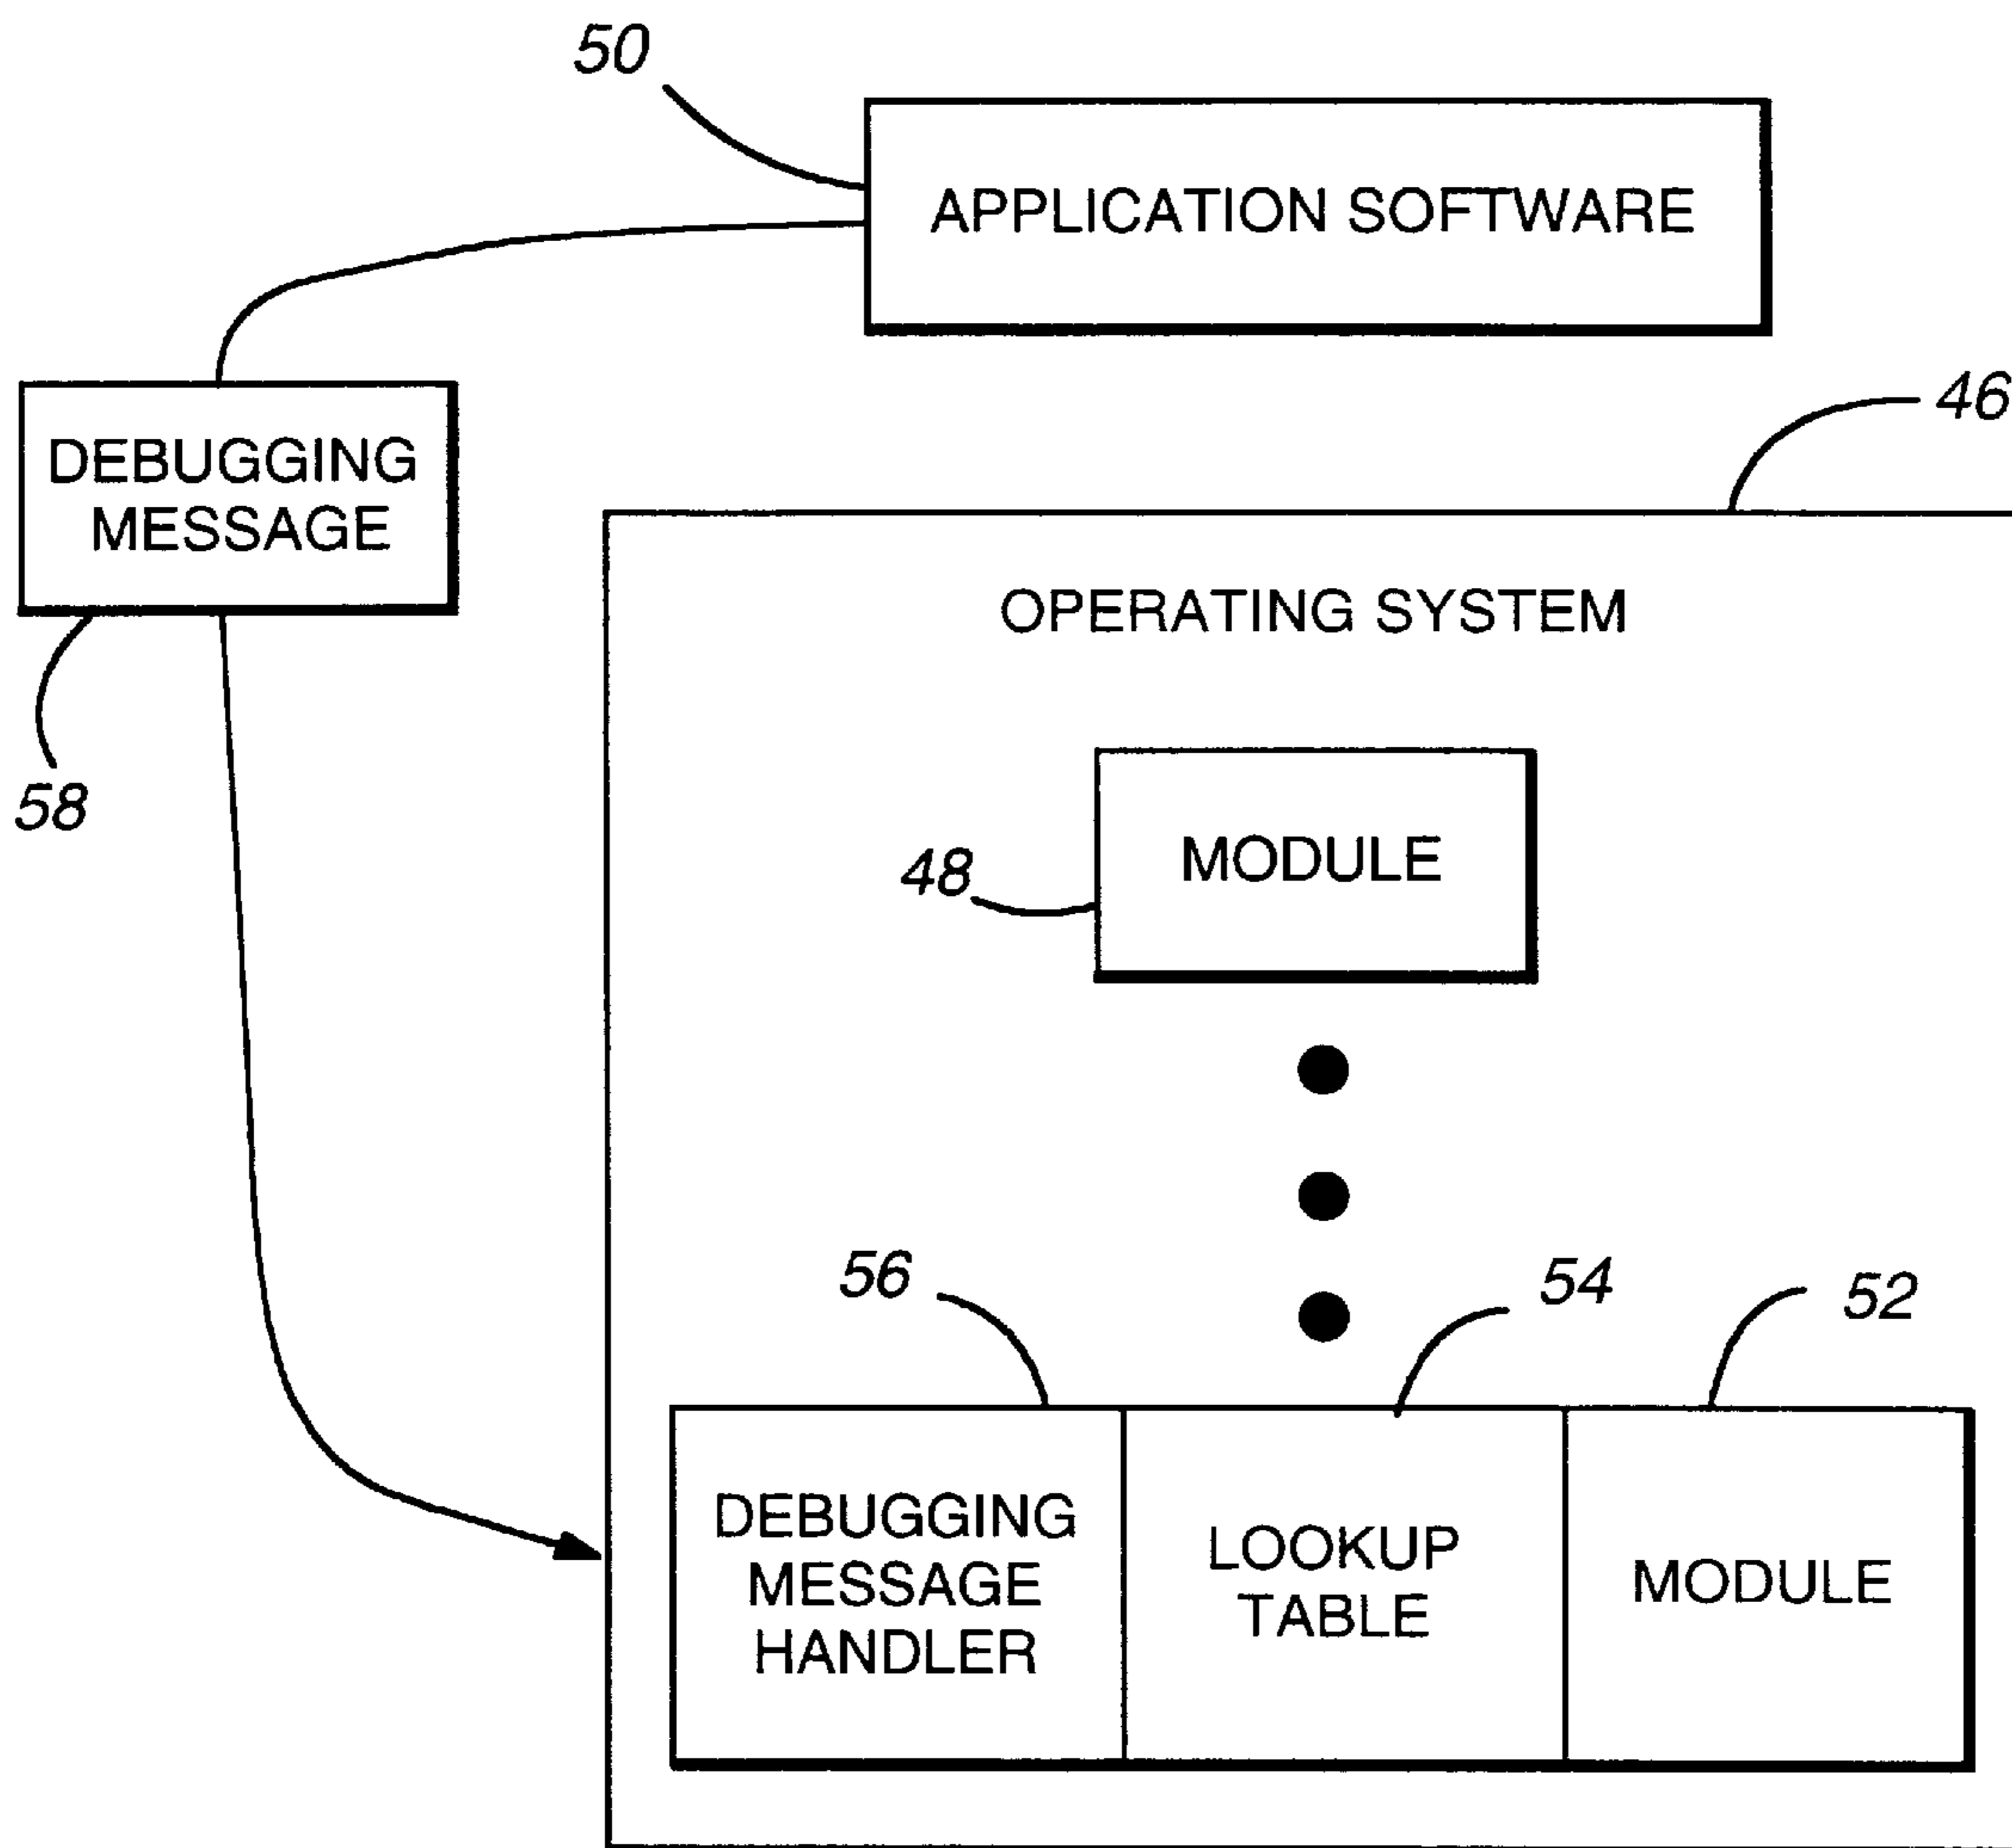 50
APPLICATION SOFTWARE
46
DEBUGGING
MESSAGE
58
OPERATING SYSTEM
48
MODULE
56
54
52
DEBUGGING
MESSAGE
HANDLER
LOOKUP
TABLE
MODULE